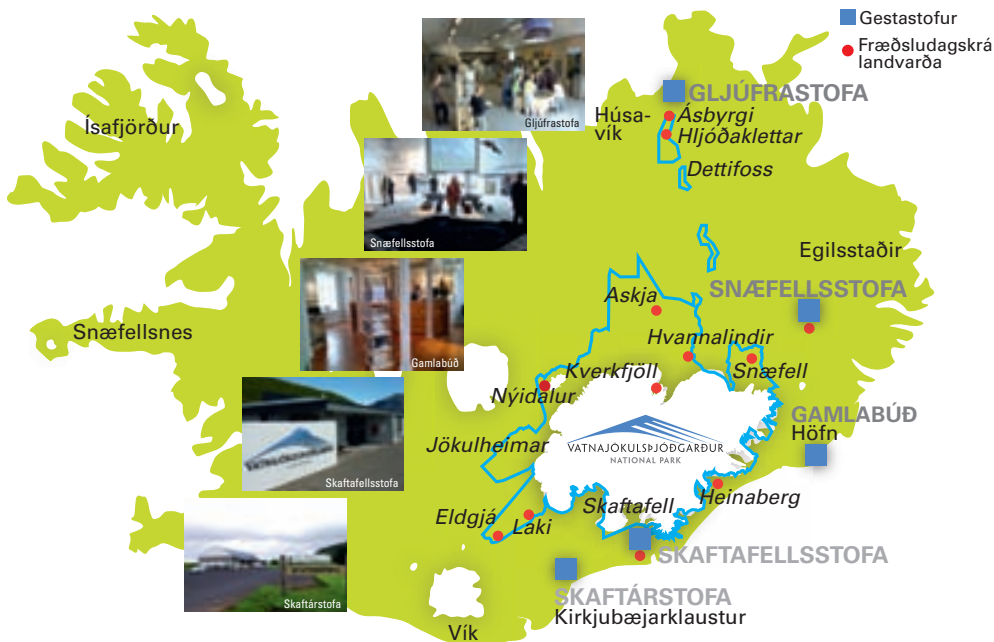 Gestastofur
Fræðsludagskrá
landvarða
Gljúfrastofa
GLJÚFRASTOFA
Húsa-
vík
Ásbyrgi
Hljóðaklettar
Dettifoss
Ísafjörður
Snæfellsstofa
Egilsstaðir
SNÆFELLSSTOFA
Askja
Snæfellsnes
Hvannalindir
Gamlabúð
Kverkfjöll
Snæfell
Nýidalur
GAMLABÚÐ
Höfn
Jökulheimar
VATNAJÖKULSÞJÓÐGARÐUR
NATIONAL PARK
Skaftafellsstofa
Heinaberg
Skaftafell
Eldgjá
Laki
SKAFTAFELLSSTOFA
SKAFTÁRSTOFA
Kirkjubæjarklaustur
Skaftárstofa
Vík